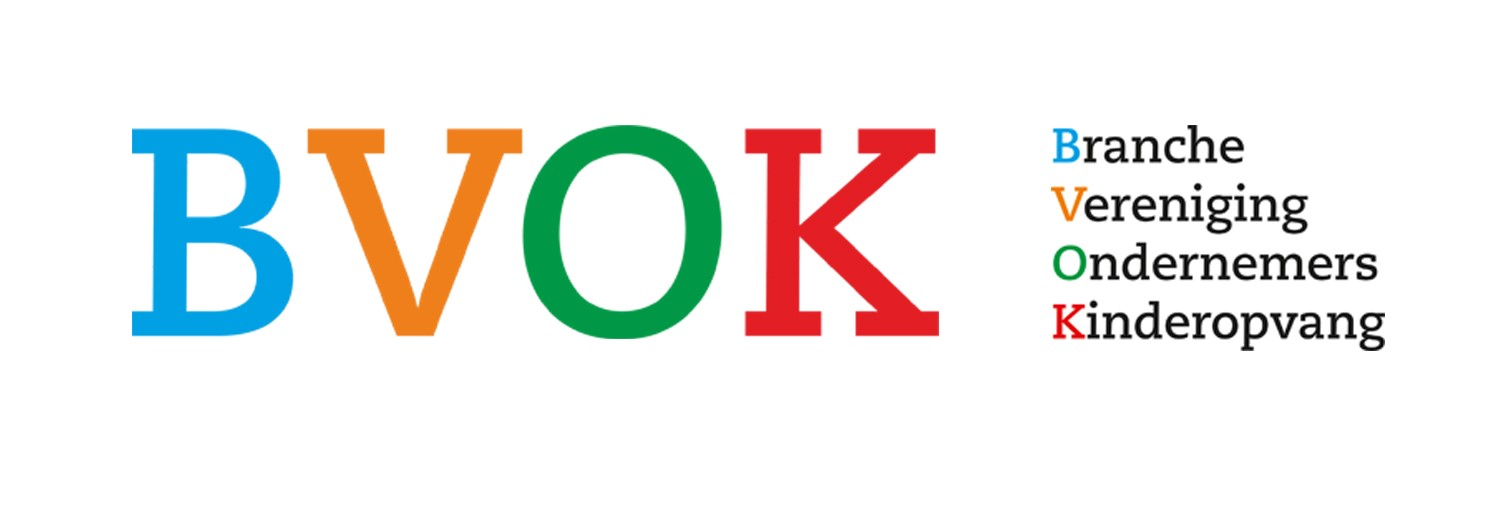 BVOK
Branche
Vereniging
Ondernemers
Kinderopvang